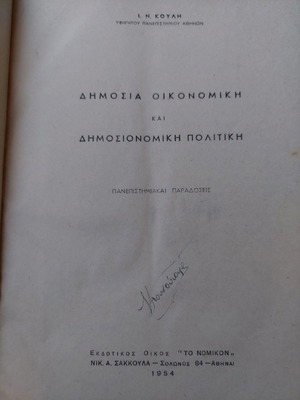 Ι. Ν. ΚΟΥΛΗ
ΥΦΗΓΗΤΟΥ ΠΑΝΕΠΙΣΤΗΜΙΟΥ ΑΘΗΝΩΝ
ΔΗΜΟΣΙΑ ΟΙΚΟΝΟΜΙΚΗ
ΚΑΙ
ΔΗΜΟΣΙΟΝΟΜΙΚΗ ΠΟΛΙΤΙΚΗ
ΠΑΝΕΠΙΣΤΗΜΙΑΚΑΙ ΠΑΡΑΔΟΣΕΙΣ
ΕΚΔΟΤΙΚΟΣ ΟΙΚΟΣ "ΤΟ ΝΟΜΙΚΟΝ"
ΝΙΚ. Α. ΣΑΚΚΟΥΛΑ — ΣΟΛΩΝΟΣ 84 — ΑΘΗΝΑΙ
1954